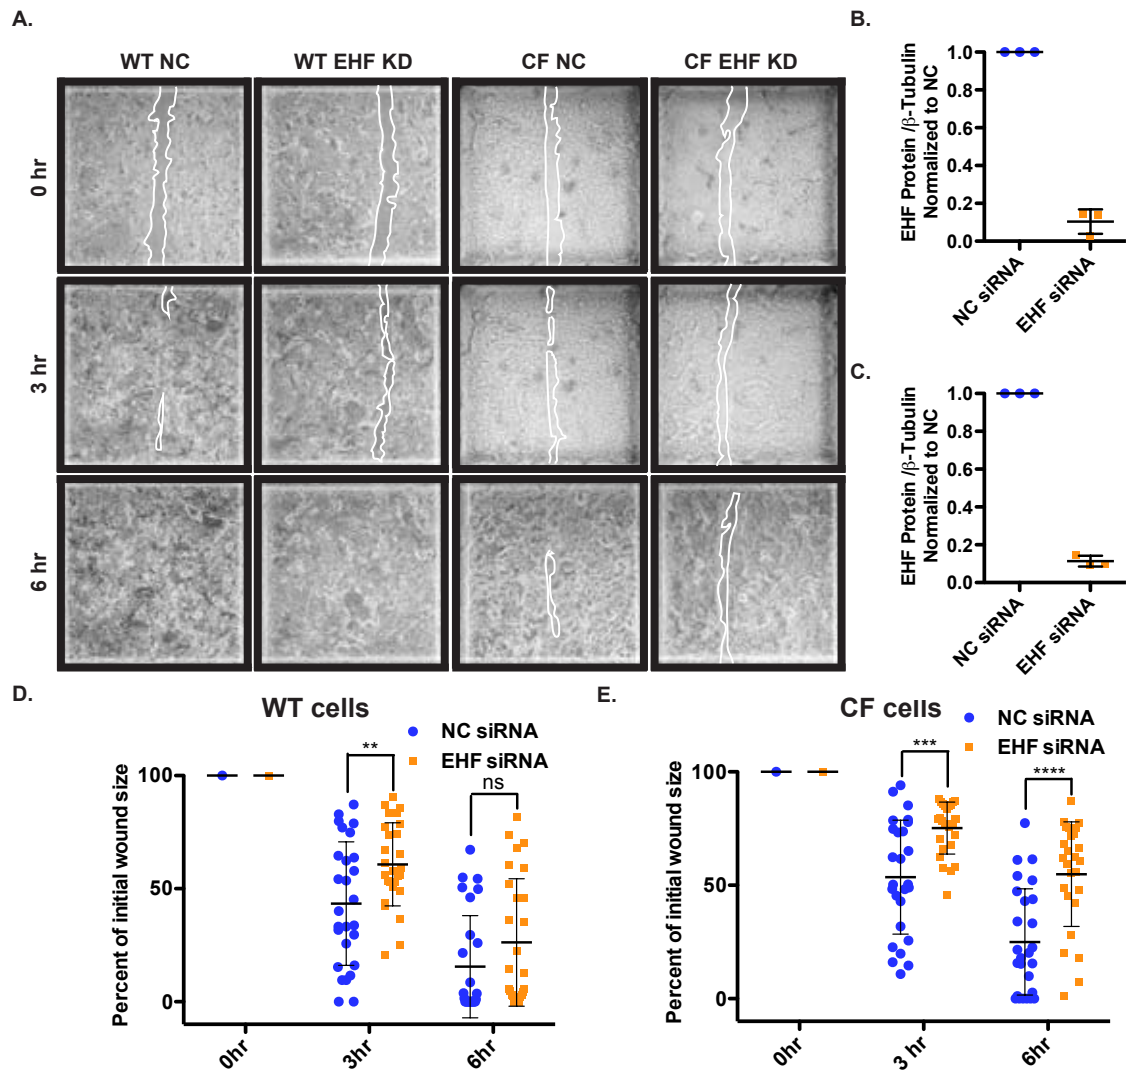 A.
WT NC
WT EHF KD
CF NC
CF EHF KD
0 hr
3 hr
6 hr
B.
EHF Protein /β-Tubulin
Normalized to NC
1.0
0.8
0.6
0.4
0.2
0.0
NC siRNA
EHF siRNA
C.
EHF Protein /β-Tubulin
Normalized to NC
1.0
0.8
0.6
0.4
0.2
0.0
NC siRNA
EHF siRNA
D.
WT cells
NC siRNA
EHF siRNA
**
ns
Percent of initial wound size
100
50
0
0hr
3hr
6hr
E.
CF cells
NC siRNA
EHF siRNA
***
****
Percent of initial wound size
100
50
0
0hr
3 hr
6hr